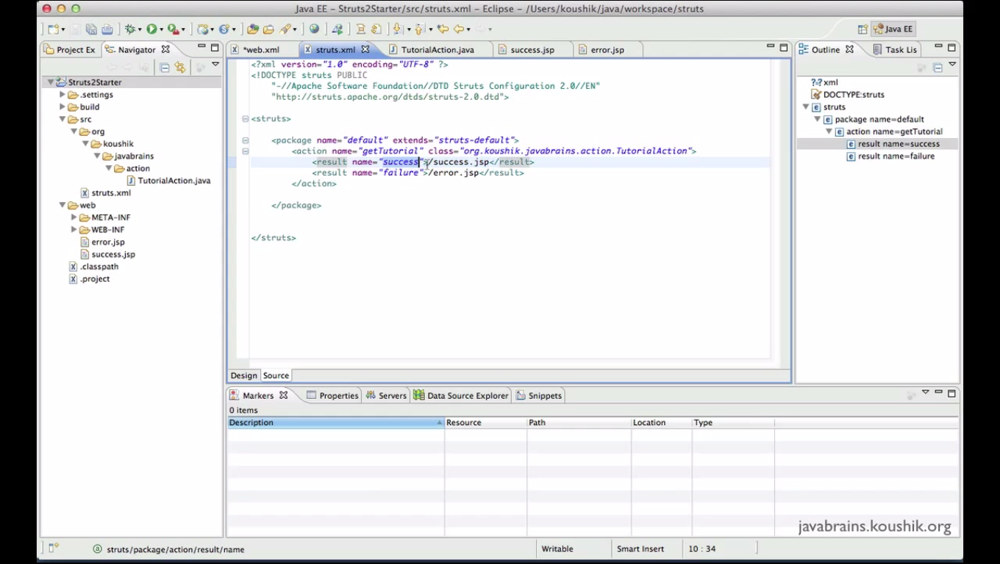 Java EE - Struts2Starter/src/struts.xml - Eclipse - /Users/koushik/java/workspace/struts
Java EE
Project Ex
Navigator
*web.xml
struts.xml
TutorialAction.java
success.jsp
error.jsp
Outline
Task Lis
Struts2Starter
.settings
build
src
org
koushik
javabrains
action
TutorialAction.java
struts.xml
web
META-INF
WEB-INF
error.jsp
success.jsp
.classpath
.project
<?xml version="1.0" encoding="UTF-8" ?>
<!DOCTYPE struts PUBLIC
"-//Apache Software Foundation//DTD Struts Configuration 2.0//EN"
"http://struts.apache.org/dtds/struts-2.0.dtd">
<struts>
<package name="default" extends="struts-default">
<action name="getTutorial" class="org.koushik.javabrains.action.TutorialAction">
<result name="success">/success.jsp</result>
<result name="failure">/error.jsp</result>
</action>
</package>
</struts>
?-? xml
DOCTYPE:struts
struts
package name=default
action name=getTutorial
result name=success
result name=failure
Design
Source
Markers
Properties
Servers
Data Source Explorer
Snippets
0 items
Description
Resource
Path
Location
Type
javabrains.koushik.org
struts/package/action/result/name
Writable
Smart Insert
10 : 34